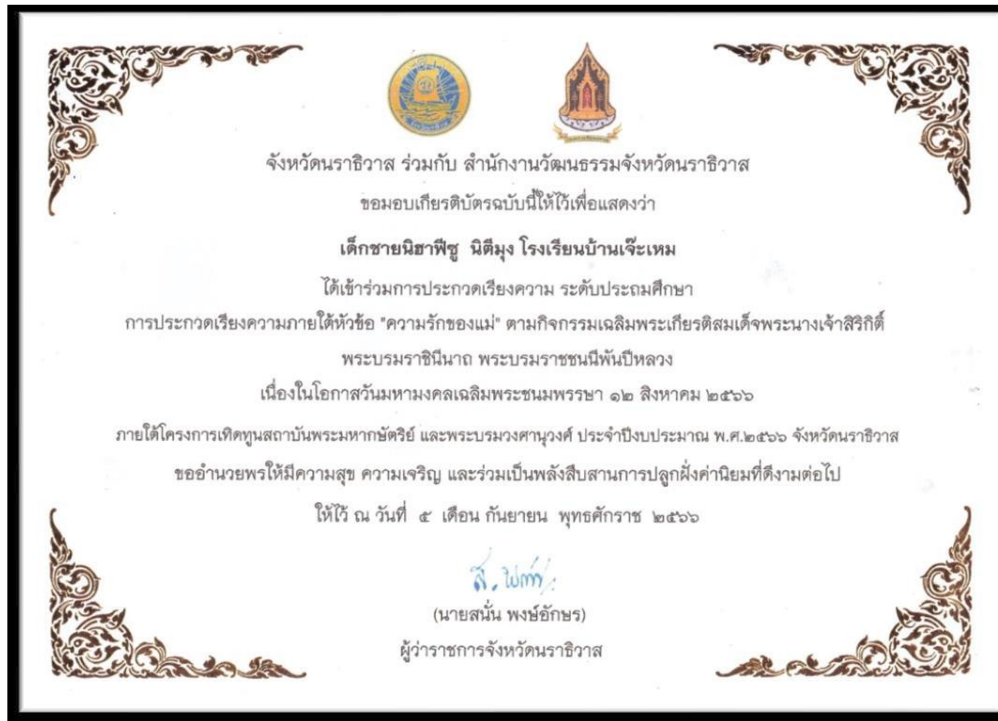 จังหวัดนราธิวาส ร่วมกับ สำนักงานวัฒนธรรมจังหวัดนราธิวาส
ขอมอบเกียรติบัตรฉบับนี้ให้ไว้เพื่อแสดงว่า
เด็กชายนิฮาฟีซู นิตีมุง โรงเรียนบ้านเจ๊ะเหม
ได้เข้าร่วมการประกวดเรียงความ ระดับประถมศึกษา
การประกวดเรียงความภายใต้หัวข้อ "ความรักของแม่" ตามกิจกรรมเฉลิมพระเกียรติสมเด็จพระนางเจ้าสิริกิติ์
พระบรมราชินีนาถ พระบรมราชชนนีพันปีหลวง
เนื่องในโอกาสวันมหามงคลเฉลิมพระชนมพรรษา ๑๒ สิงหาคม ๒๕๖๖
ภายใต้โครงการเทิดทูนสถาบันพระมหากษัตริย์ และพระบรมวงศานุวงศ์ ประจำปีงบประมาณ พ.ศ.๒๕๖๖ จังหวัดนราธิวาส
ขออำนวยพรให้มีความสุข ความเจริญ และร่วมเป็นพลังสืบสานการปลูกฝังค่านิยมที่ดีงามต่อไป
ให้ไว้ ณ วันที่ ๕ เดือน กันยายน พุทธศักราช ๒๕๖๖
(นายสนั่น พงษ์อักษร)
ผู้ว่าราชการจังหวัดนราธิวาส